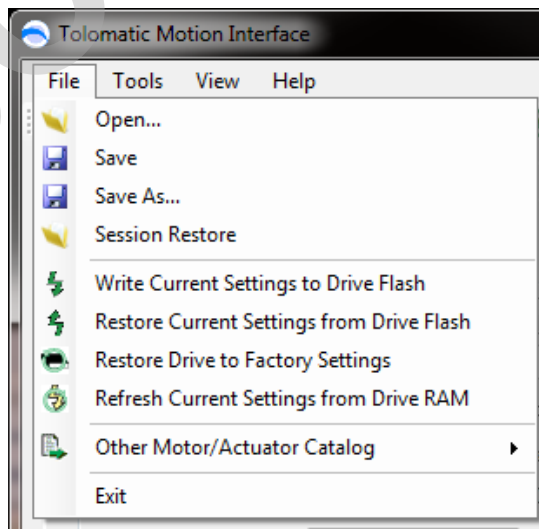 Tolomatic Motion Interface
File Tools View Help
Open...
Save
Save As...
Session Restore
Write Current Settings to Drive Flash
Restore Current Settings from Drive Flash
Restore Drive to Factory Settings
Refresh Current Settings from Drive RAM
Other Motor/Actuator Catalog
Exit